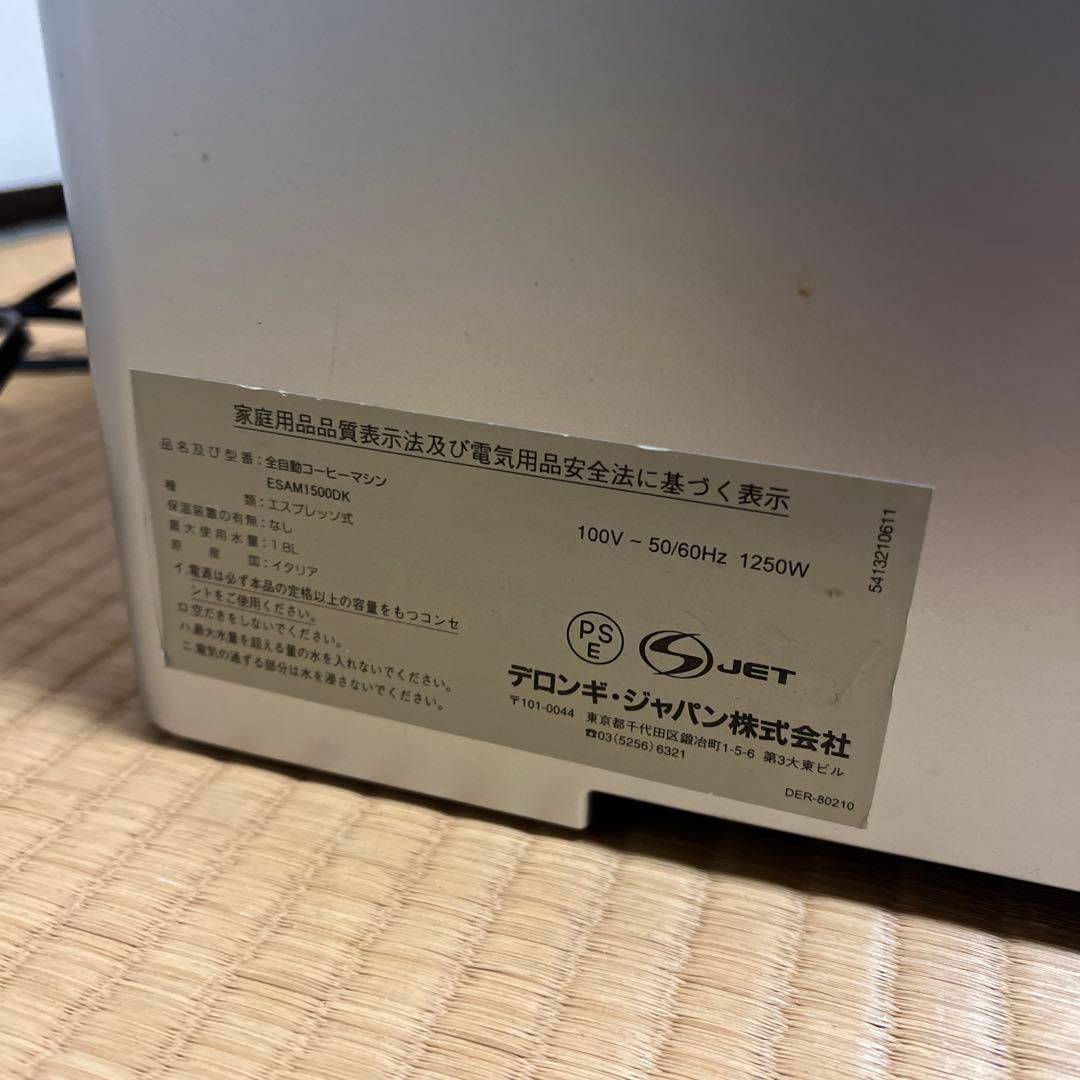 家庭用品品質表示法及び電気用品安全法に基づく表示
品名及び型番：全自動コーヒーマシン
ESAM1500DK
種類：エスプレッソ式
保温装置の有無：なし
最大使用水量：1.8L
原産国：イタリア
イ.電源は必ず本品の定格以上の容量をもつコンセ
ントをご使用ください。
ロ.空だきをしないでください。
ハ.最大水量を超える量の水を入れないでください。
ニ.電気の通ずる部分は水を浸さないでください。
100V ~ 50/60Hz 1250W
5413210611
PS
E
JET
デロンギ・ジャパン株式会社
〒101-0044 東京都千代田区鍛冶町1-5-6 第3大東ビル
☎03(5256)6321
DER-80210